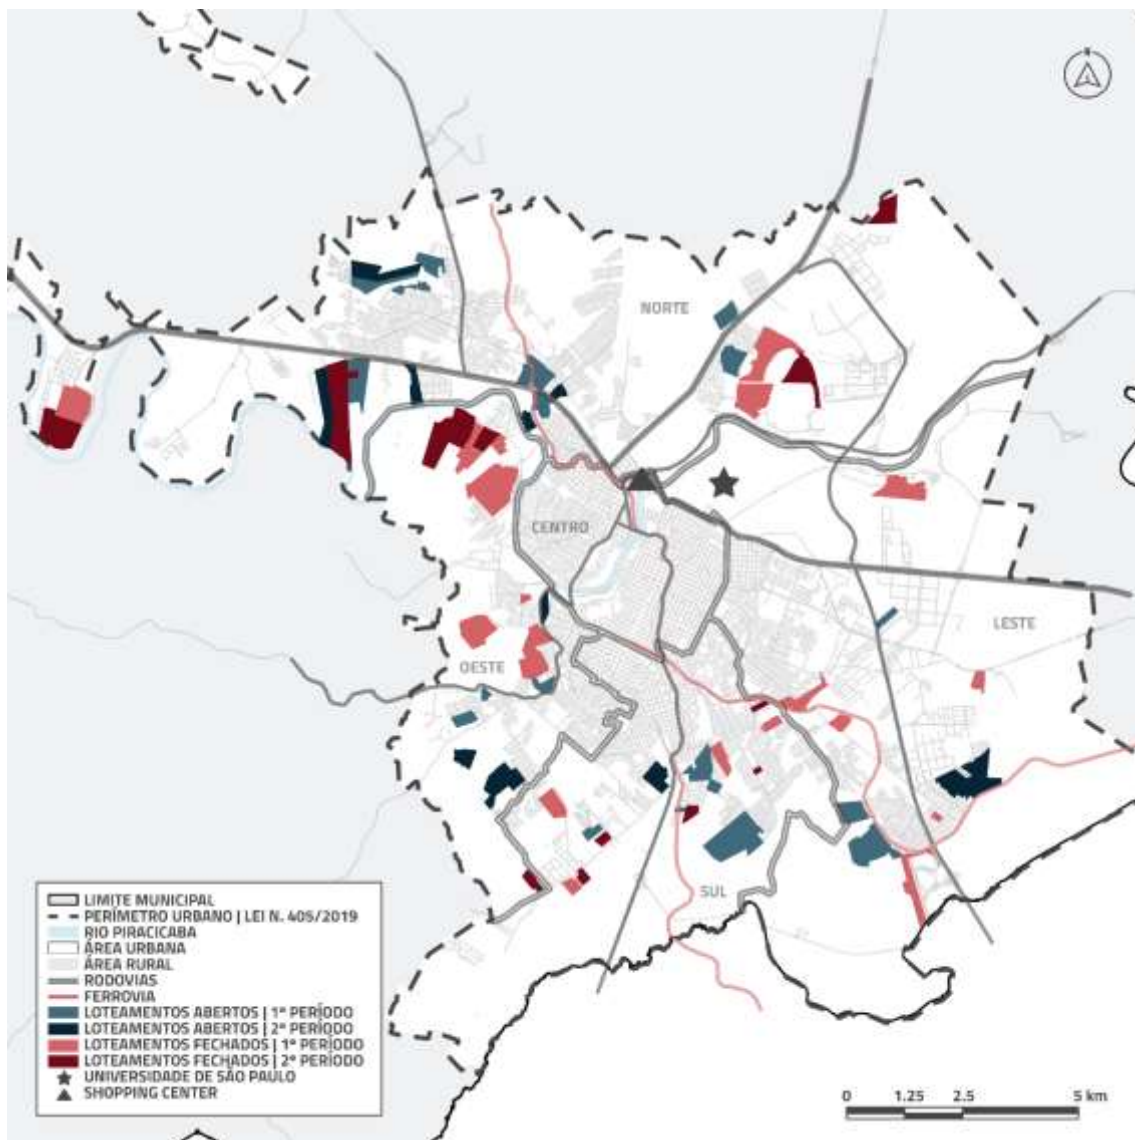 N
NORTE
CENTRO
LESTE
OESTE
SUL
LIMITE MUNICIPAL
PERÍMETRO URBANO | LEI N. 405/2019
RIO PIRACICABA
ÁREA URBANA
ÁREA RURAL
RODOVIAS
FERROVIA
LOTEAMENTOS ABERTOS | 1º PERÍODO
LOTEAMENTOS ABERTOS | 2º PERÍODO
LOTEAMENTOS FECHADOS | 1º PERÍODO
LOTEAMENTOS FECHADOS | 2º PERÍODO
UNIVERSIDADE DE SÃO PAULO
SHOPPING CENTER
0 1.25 2.5 5 km